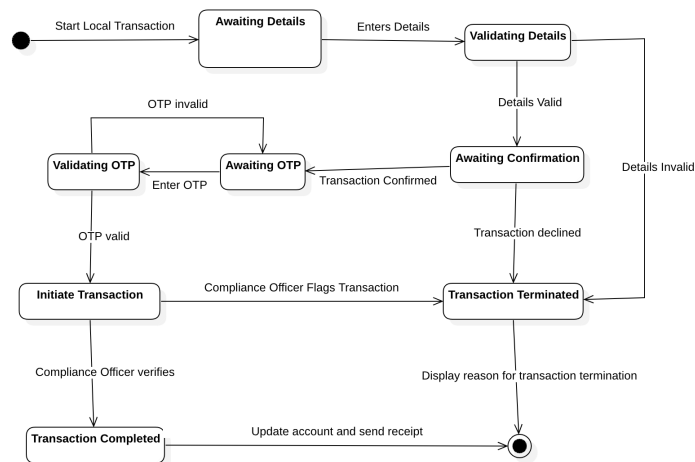 Awaiting Details
Start Local Transaction
Enters Details
Validating Details
OTP invalid
Details Valid
Validating OTP
Awaiting OTP
Awaiting Confirmation
Details Invalid
Enter OTP
Transaction Confirmed
OTP valid
Transaction declined
Initiate Transaction
Compliance Officer Flags Transaction
Transaction Terminated
Compliance Officer verifies
Display reason for transaction termination
Transaction Completed
Update account and send receipt